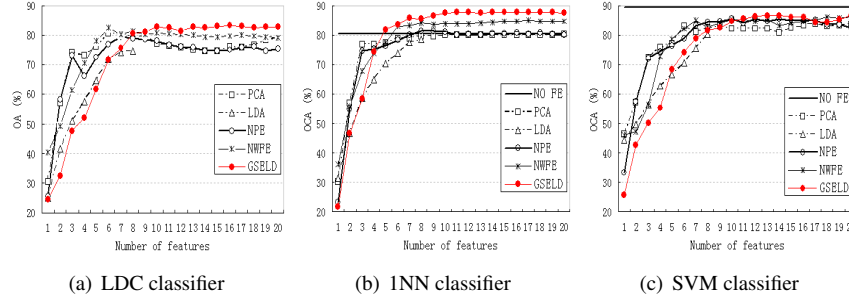 OA (%)
90
80
70
60
50
40
30
20
1 2 3 4 5 6 7 8 9 10 11 12 13 14 15 16 17 18 19 20
Number of features
PCA
LDA
NPE
NWFE
GSELD
(a) LDC classifier
OCA (%)
90
80
70
60
50
40
30
20
1 2 3 4 5 6 7 8 9 10 11 12 13 14 15 16 17 18 19 20
Number of features
NO FE
PCA
LDA
NPE
NWFE
GSELD
(b) 1NN classifier
OCA (%)
90
80
70
60
50
40
30
20
1 2 3 4 5 6 7 8 9 10 11 12 13 14 15 16 17 18 19 20
Number of features
NO FE
PCA
LDA
NPE
NWFE
GSELD
(c) SVM classifier